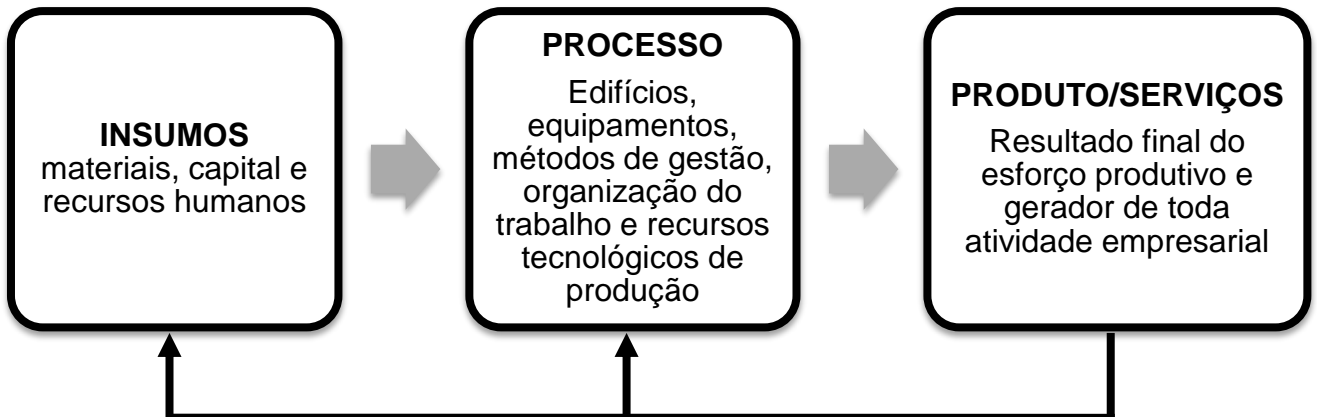 INSUMOS
materiais, capital e
recursos humanos
PROCESSO
Edifícios,
equipamentos,
métodos de gestão,
organização do
trabalho e recursos
tecnológicos de
produção
PRODUTO/SERVIÇOS
Resultado final do
esforço produtivo e
gerador de toda
atividade empresarial